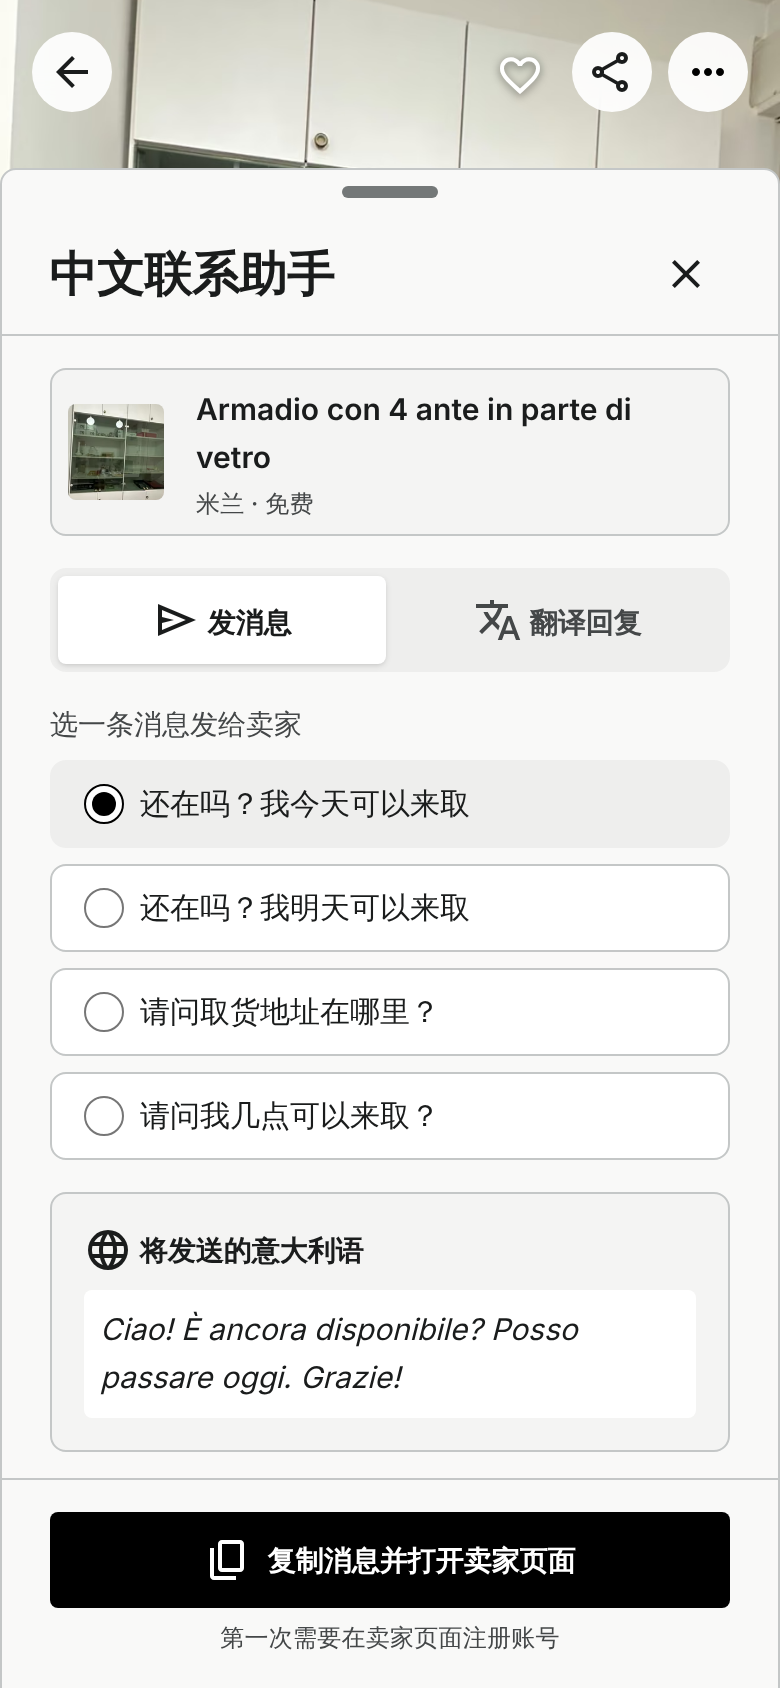 中文联系助手
Armadio con 4 ante in parte di
vetro
米兰 · 免费
发消息
翻译回复
选一条消息发给卖家
还在吗？我今天可以来取
还在吗？我明天可以来取
请问取货地址在哪里？
请问我几点可以来取？
将发送的意大利语
Ciao! È ancora disponibile? Posso
passare oggi. Grazie!
复制消息并打开卖家页面
第一次需要在卖家页面注册账号